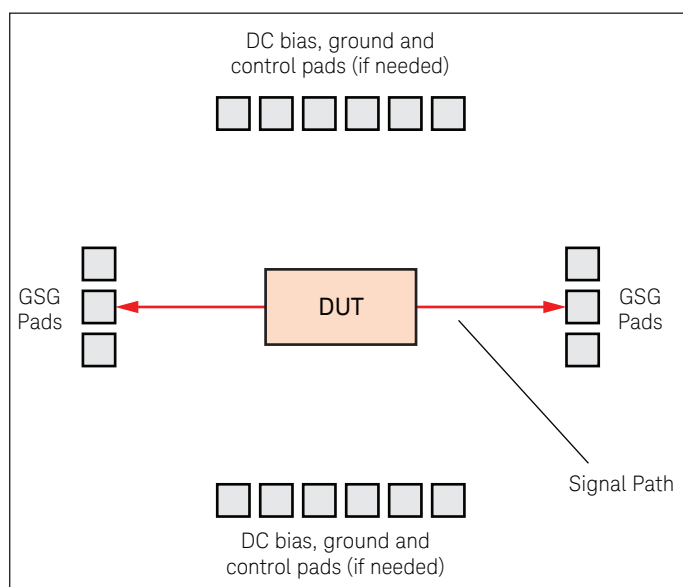 DC bias, ground and
control pads (if needed)
GSG
Pads
DUT
GSG
Pads
Signal Path
DC bias, ground and
control pads (if needed)